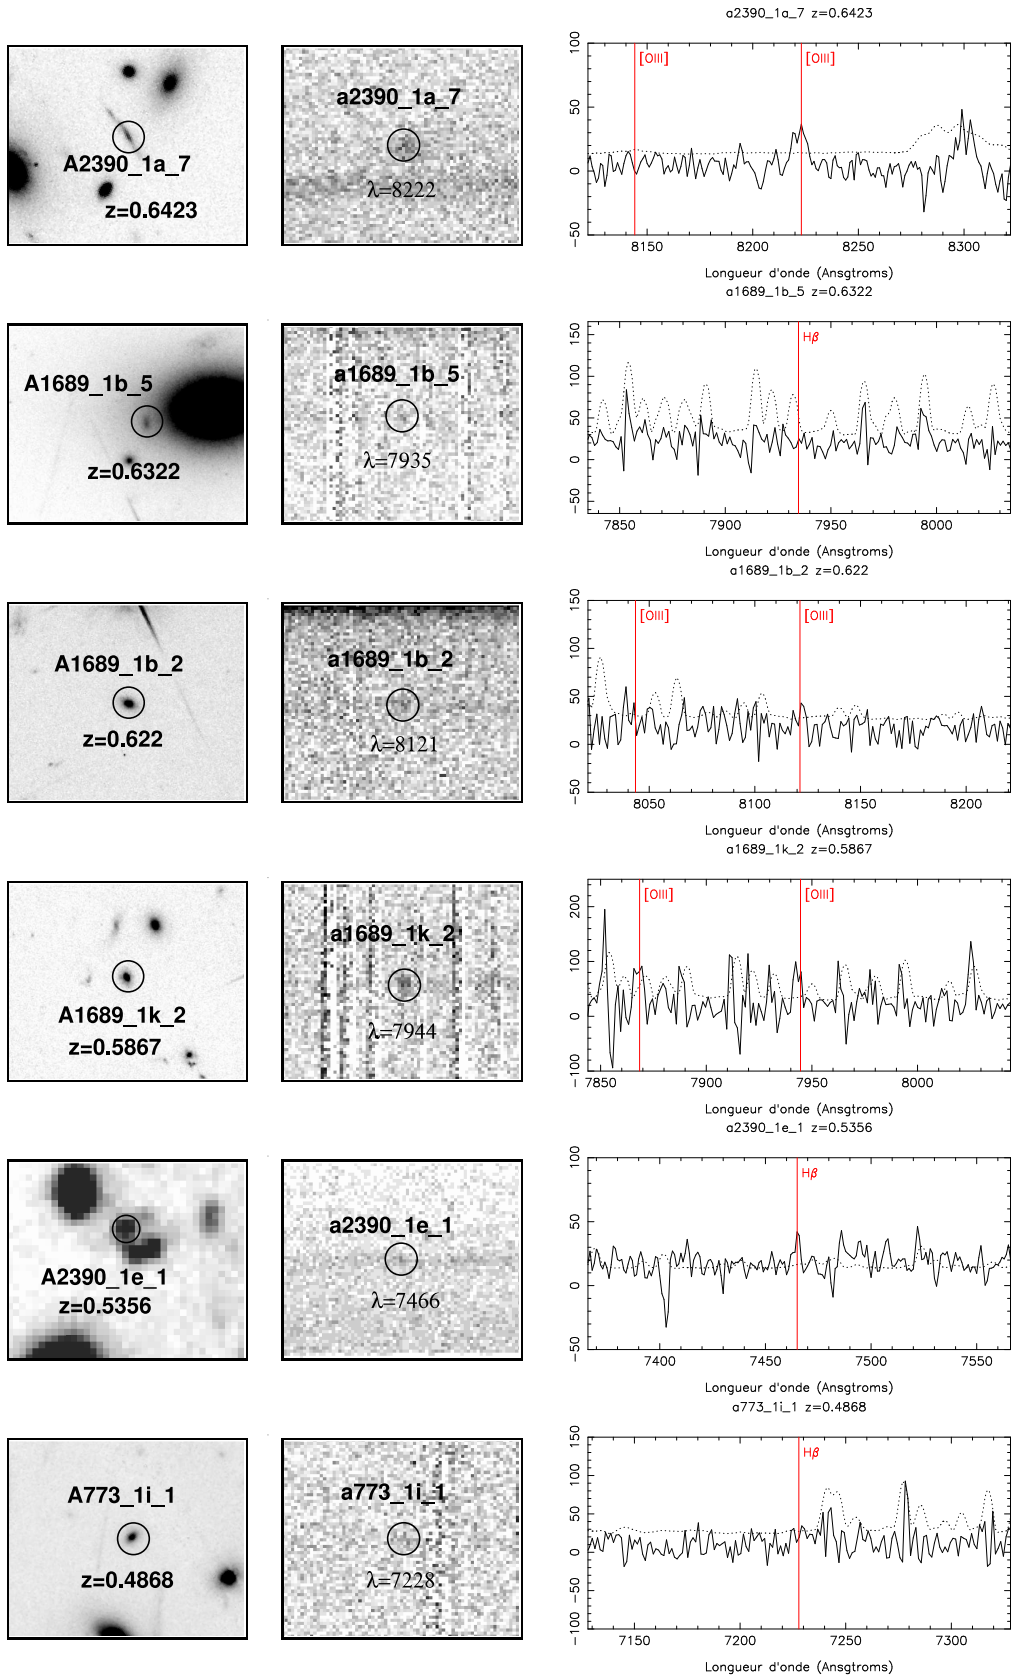 a2390_1a_7 z=0.6423
A2390_1a_7
z=0.6423
a2390_1a_7
λ=8222
[OIII]
[OIII]
100
50
0
−50
8150
8200
8250
8300
Longueur d'onde (Ansgtroms)
a1689_1b_5 z=0.6322
A1689_1b_5
z=0.6322
a1689_1b_5
λ=7935
Hβ
150
100
50
0
−50
7850
7900
7950
8000
Longueur d'onde (Ansgtroms)
a1689_1b_2 z=0.622
A1689_1b_2
z=0.622
a1689_1b_2
λ=8121
[OIII]
[OIII]
150
100
50
0
−50
8050
8100
8150
8200
Longueur d'onde (Ansgtroms)
a1689_1k_2 z=0.5867
A1689_1k_2
z=0.5867
a1689_1k_2
λ=7944
[OIII]
[OIII]
200
100
0
−100
7850
7900
7950
8000
Longueur d'onde (Ansgtroms)
a2390_1e_1 z=0.5356
A2390_1e_1
z=0.5356
a2390_1e_1
λ=7466
Hβ
100
50
0
−50
7400
7450
7500
7550
Longueur d'onde (Ansgtroms)
a773_1i_1 z=0.4868
A773_1i_1
z=0.4868
a773_1i_1
λ=7228
Hβ
150
100
50
0
−50
−100
7150
7200
7250
7300
Longueur d'onde (Ansgtroms)